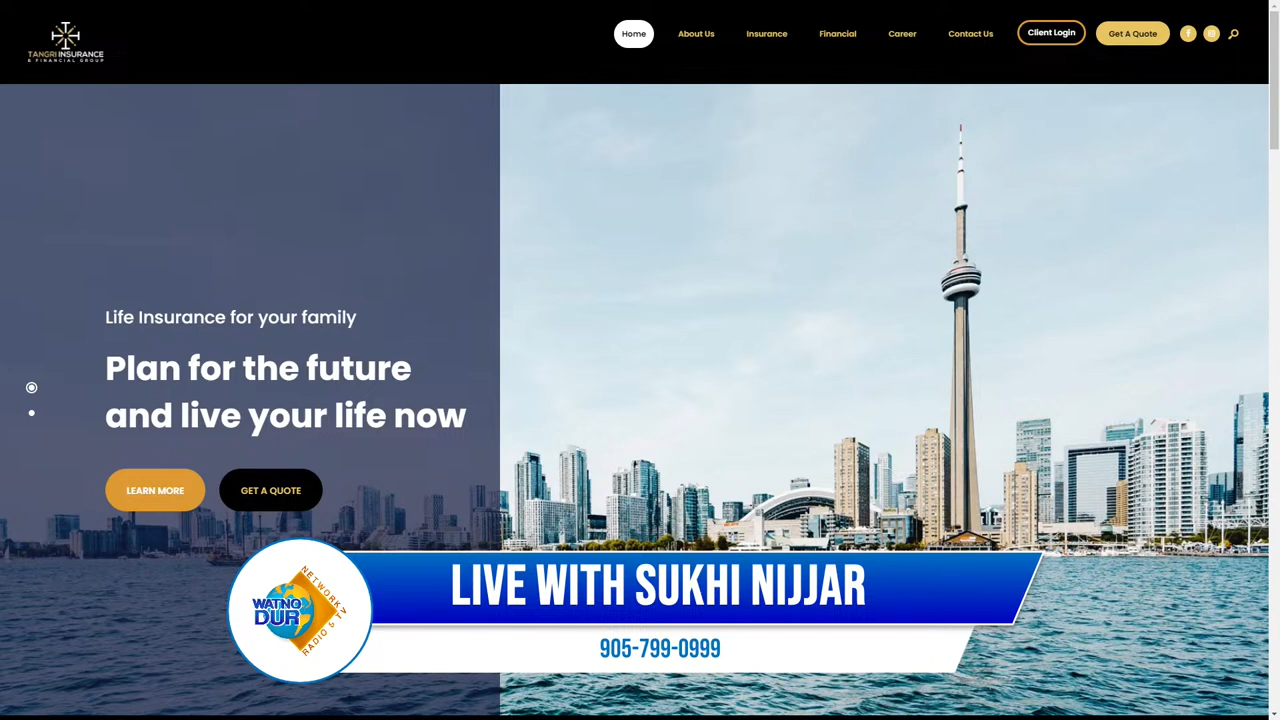 TANGRI INSURANCE
& FINANCIAL GROUP
Home
About Us
Insurance
Financial
Career
Contact Us
Client Login
Get A Quote
Life Insurance for your family
Plan for the future
and live your life now
LEARN MORE
GET A QUOTE
WATNO
DUR
NETWORK
RADIO & TV
LIVE WITH SUKHI NIJJAR
905-799-0999